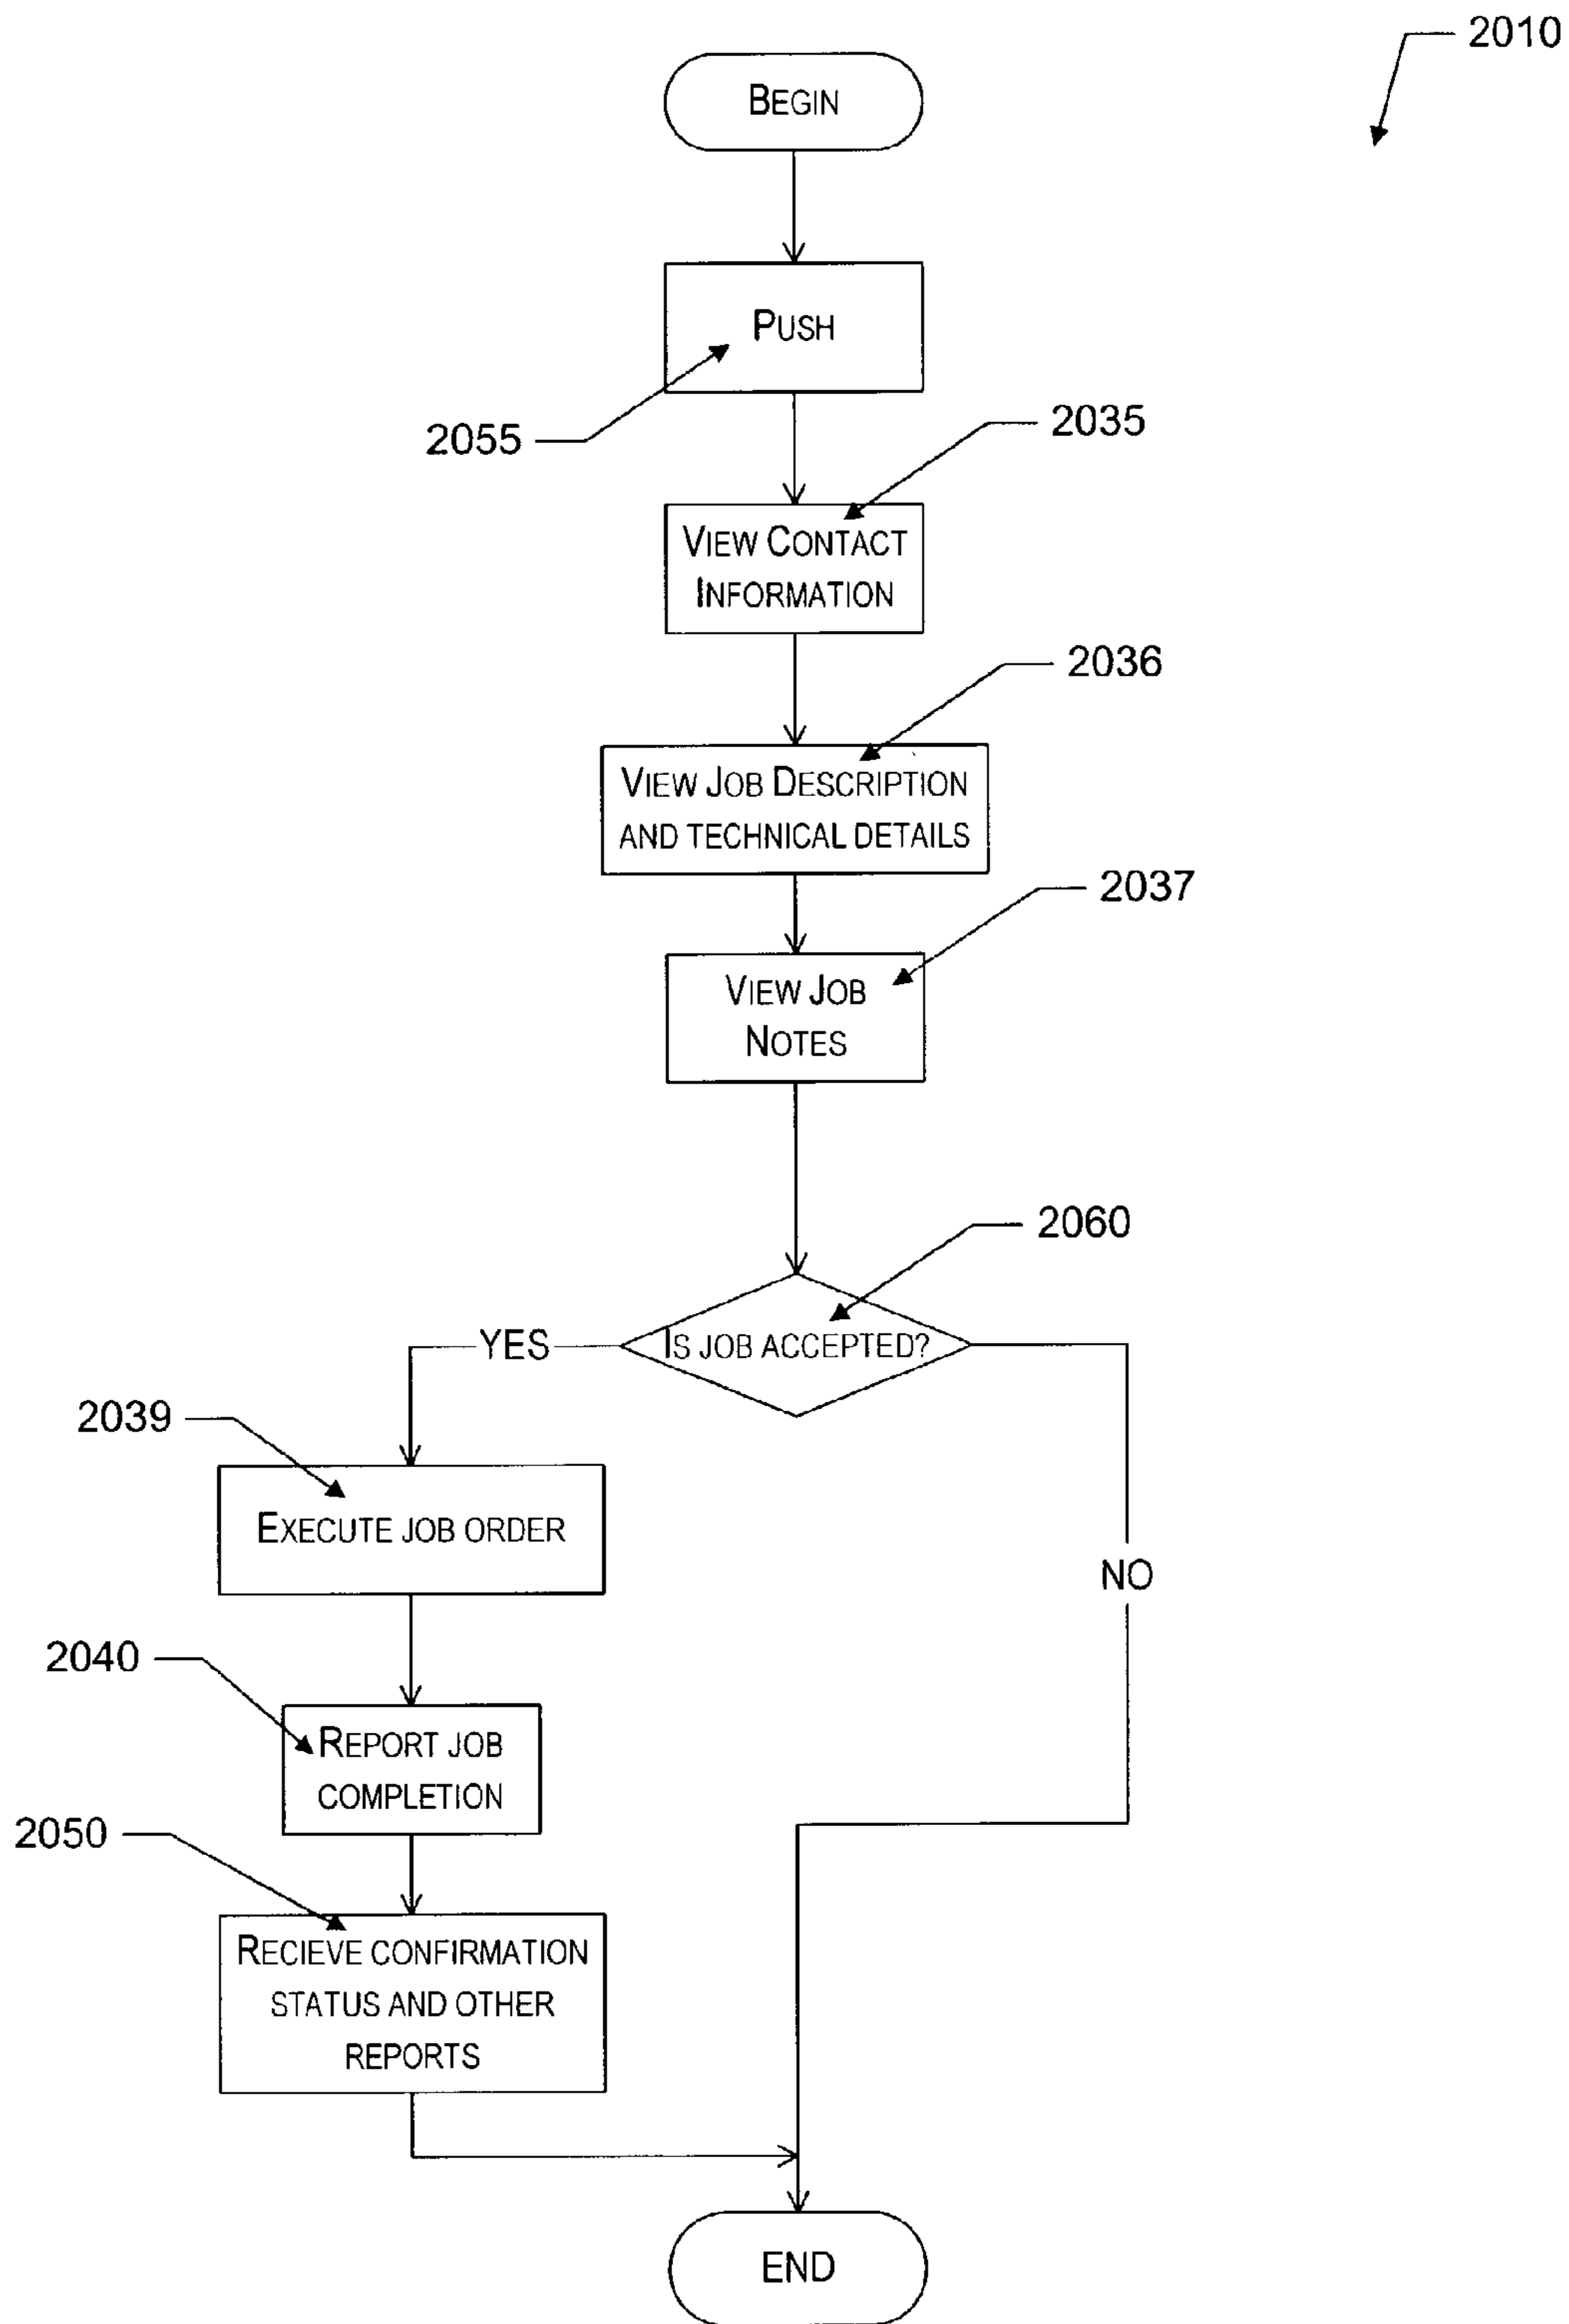 2010
BEGIN
PUSH
2055
2035
VIEW CONTACT
INFORMATION
2036
VIEW JOB DESCRIPTION
AND TECHNICAL DETAILS
2037
VIEW JOB
NOTES
2060
YES
IS JOB ACCEPTED?
2039
EXECUTE JOB ORDER
NO
2040
REPORT JOB
COMPLETION
2050
RECIEVE CONFIRMATION
STATUS AND OTHER
REPORTS
END